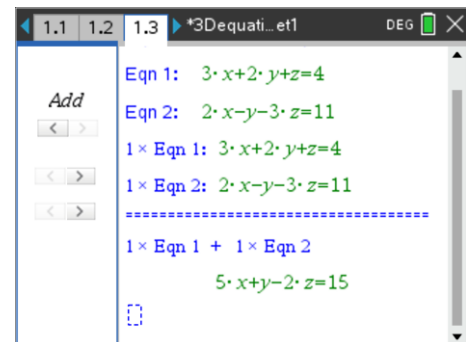 1.1 1.2 1.3 *3Dequati…et1 DEG
Add
Eqn 1: 3·x+2·y+z=4
Eqn 2: 2·x−y−3·z=11
1× Eqn 1: 3·x+2·y+z=4
1× Eqn 2: 2·x−y−3·z=11
===================================
1× Eqn 1 + 1× Eqn 2
5·x+y−2·z=15